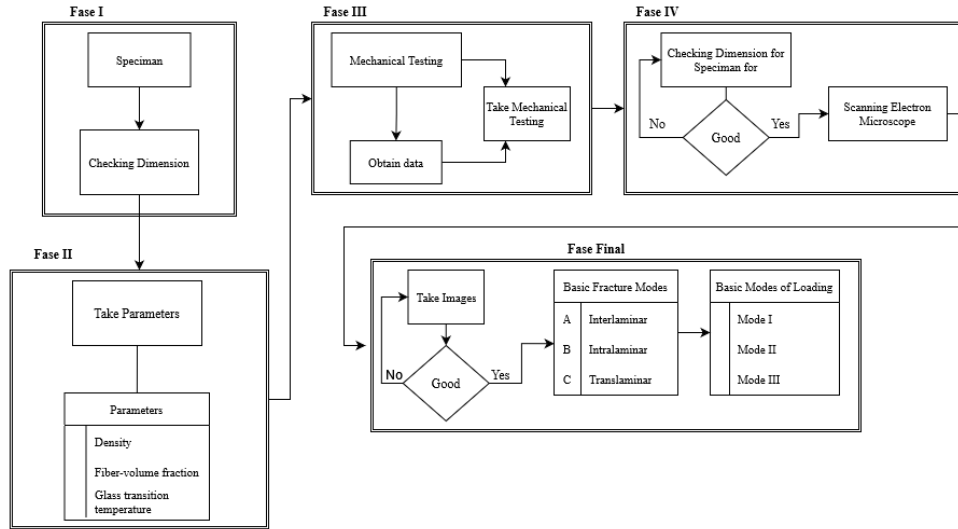 Fase I
Speciman
Checking Dimension
Fase II
Take Parameters
Parameters
Density
Fiber-volume fraction
Glass transition
temperature
Fase III
Mechanical Testing
Take Mechanical
Testing
Obtain data
Fase IV
Checking Dimension for
Speciman for
Good
No
Yes
Scanning Electron
Microscope
Fase Final
Take Images
Good
No
Yes
Basic Fracture Modes
A Interlaminar
B Intralaminar
C Translaminar
Basic Modes of Loading
Mode I
Mode II
Mode III